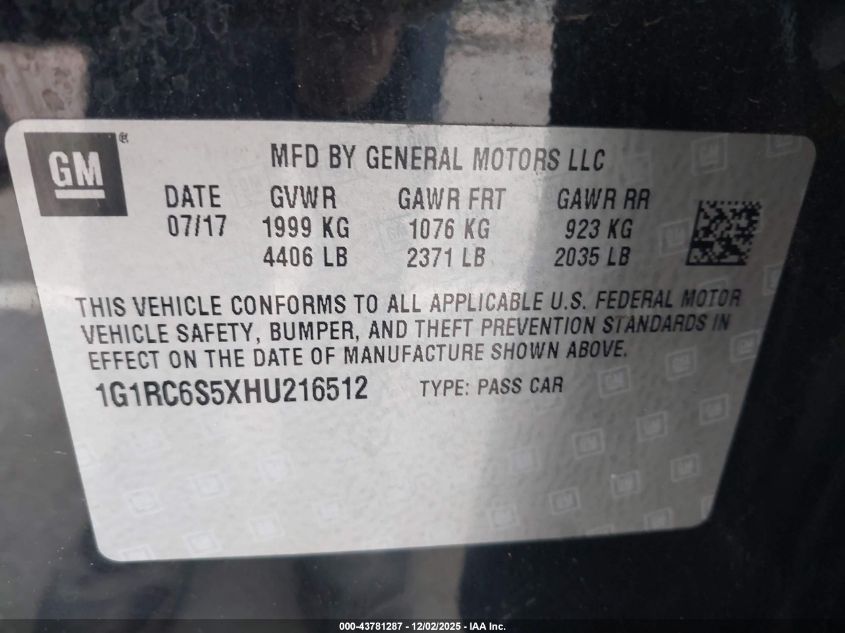 GM®
MFD BY GENERAL MOTORS LLC
DATE GVWR GAWR FRT GAWR RR
07/17 1999 KG 1076 KG 923 KG
4406 LB 2371 LB 2035 LB
THIS VEHICLE CONFORMS TO ALL APPLICABLE U.S. FEDERAL MOTOR
VEHICLE SAFETY, BUMPER, AND THEFT PREVENTION STANDARDS IN
EFFECT ON THE DATE OF MANUFACTURE SHOWN ABOVE.
1G1RC6S5XHU216512 TYPE: PASS CAR
000-43781287 - 12/02/2025 - IAA Inc.